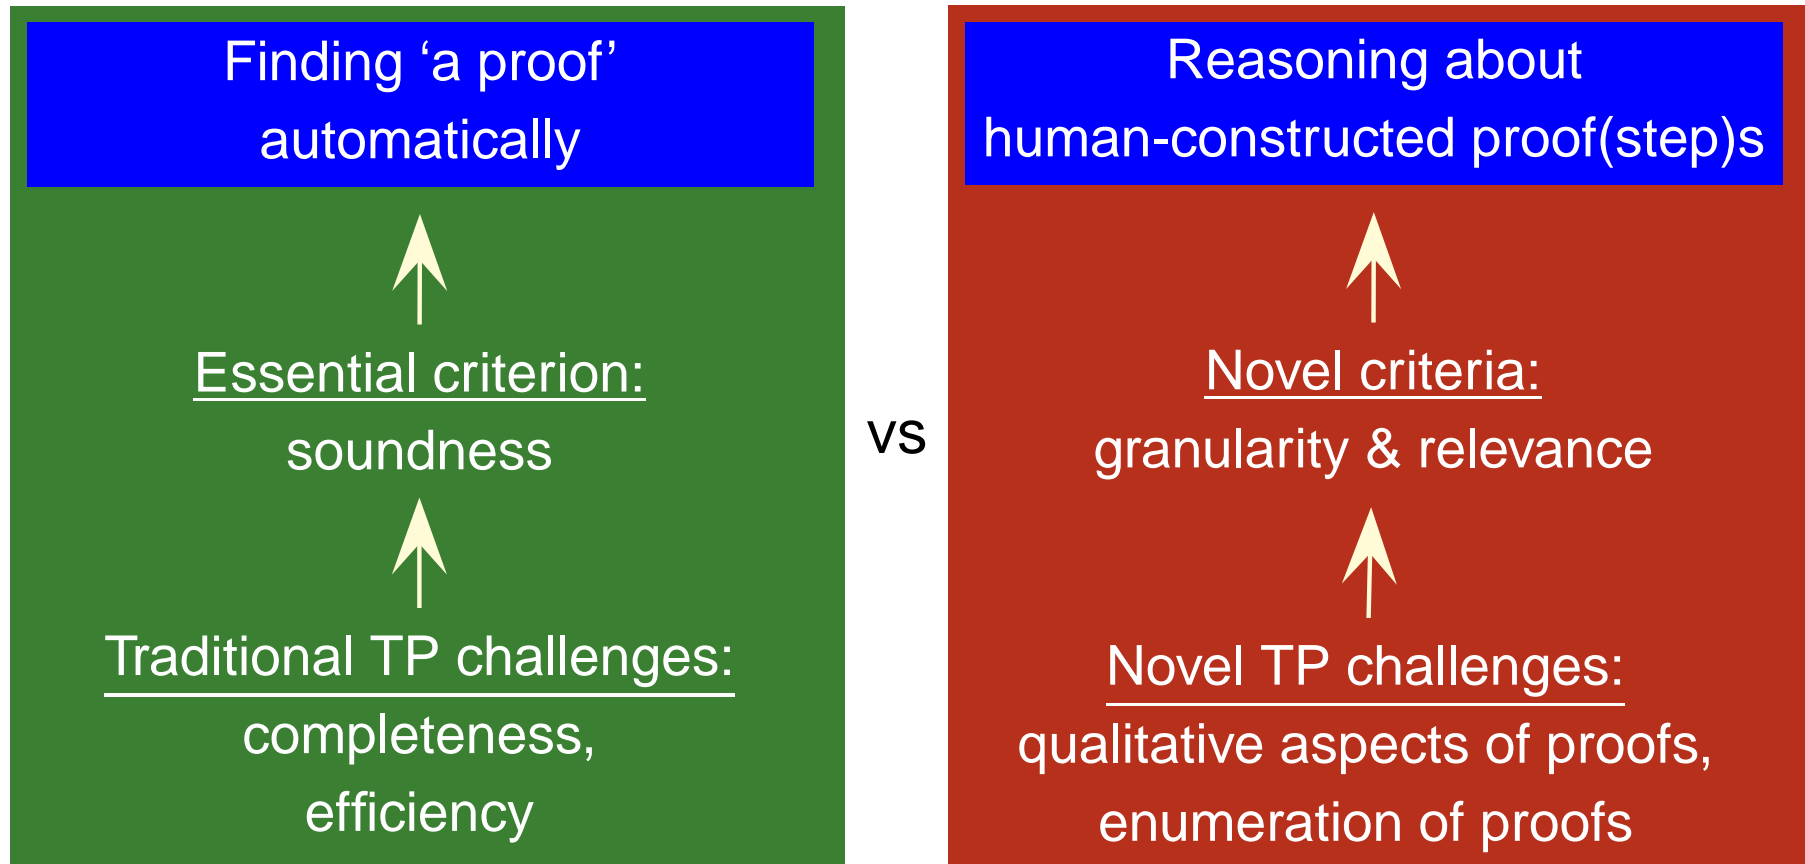 Finding ‘a proof’
automatically
Essential criterion:
soundness
Traditional TP challenges:
completeness,
efficiency
vs
Reasoning about
human-constructed proof(step)s
Novel criteria:
granularity & relevance
Novel TP challenges:
qualitative aspects of proofs,
enumeration of proofs